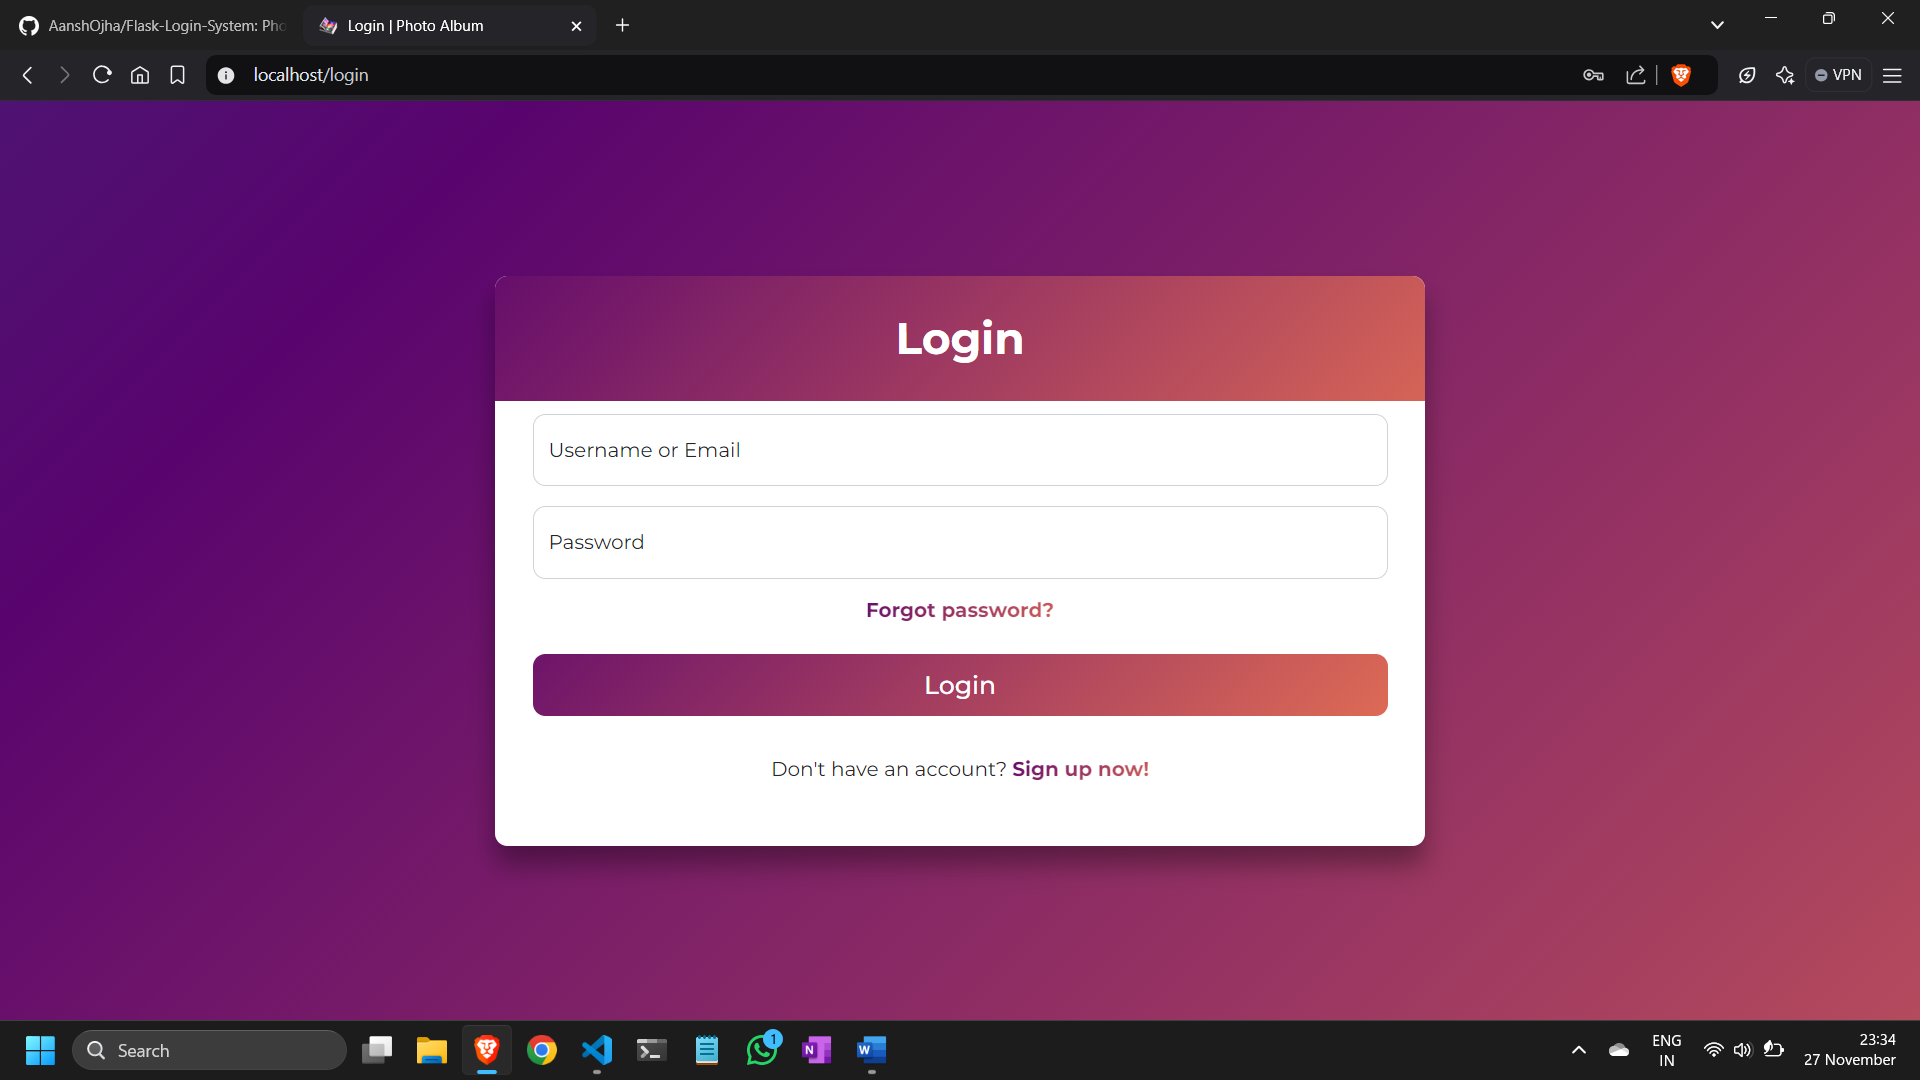 AanshOjha/Flask-Login-System: Pho
Login | Photo Album
localhost/login
VPN
Login
Username or Email
Password
Forgot password?
Login
Don't have an account? Sign up now!
Search
1
N
W
ENG
IN
23:34
27 November